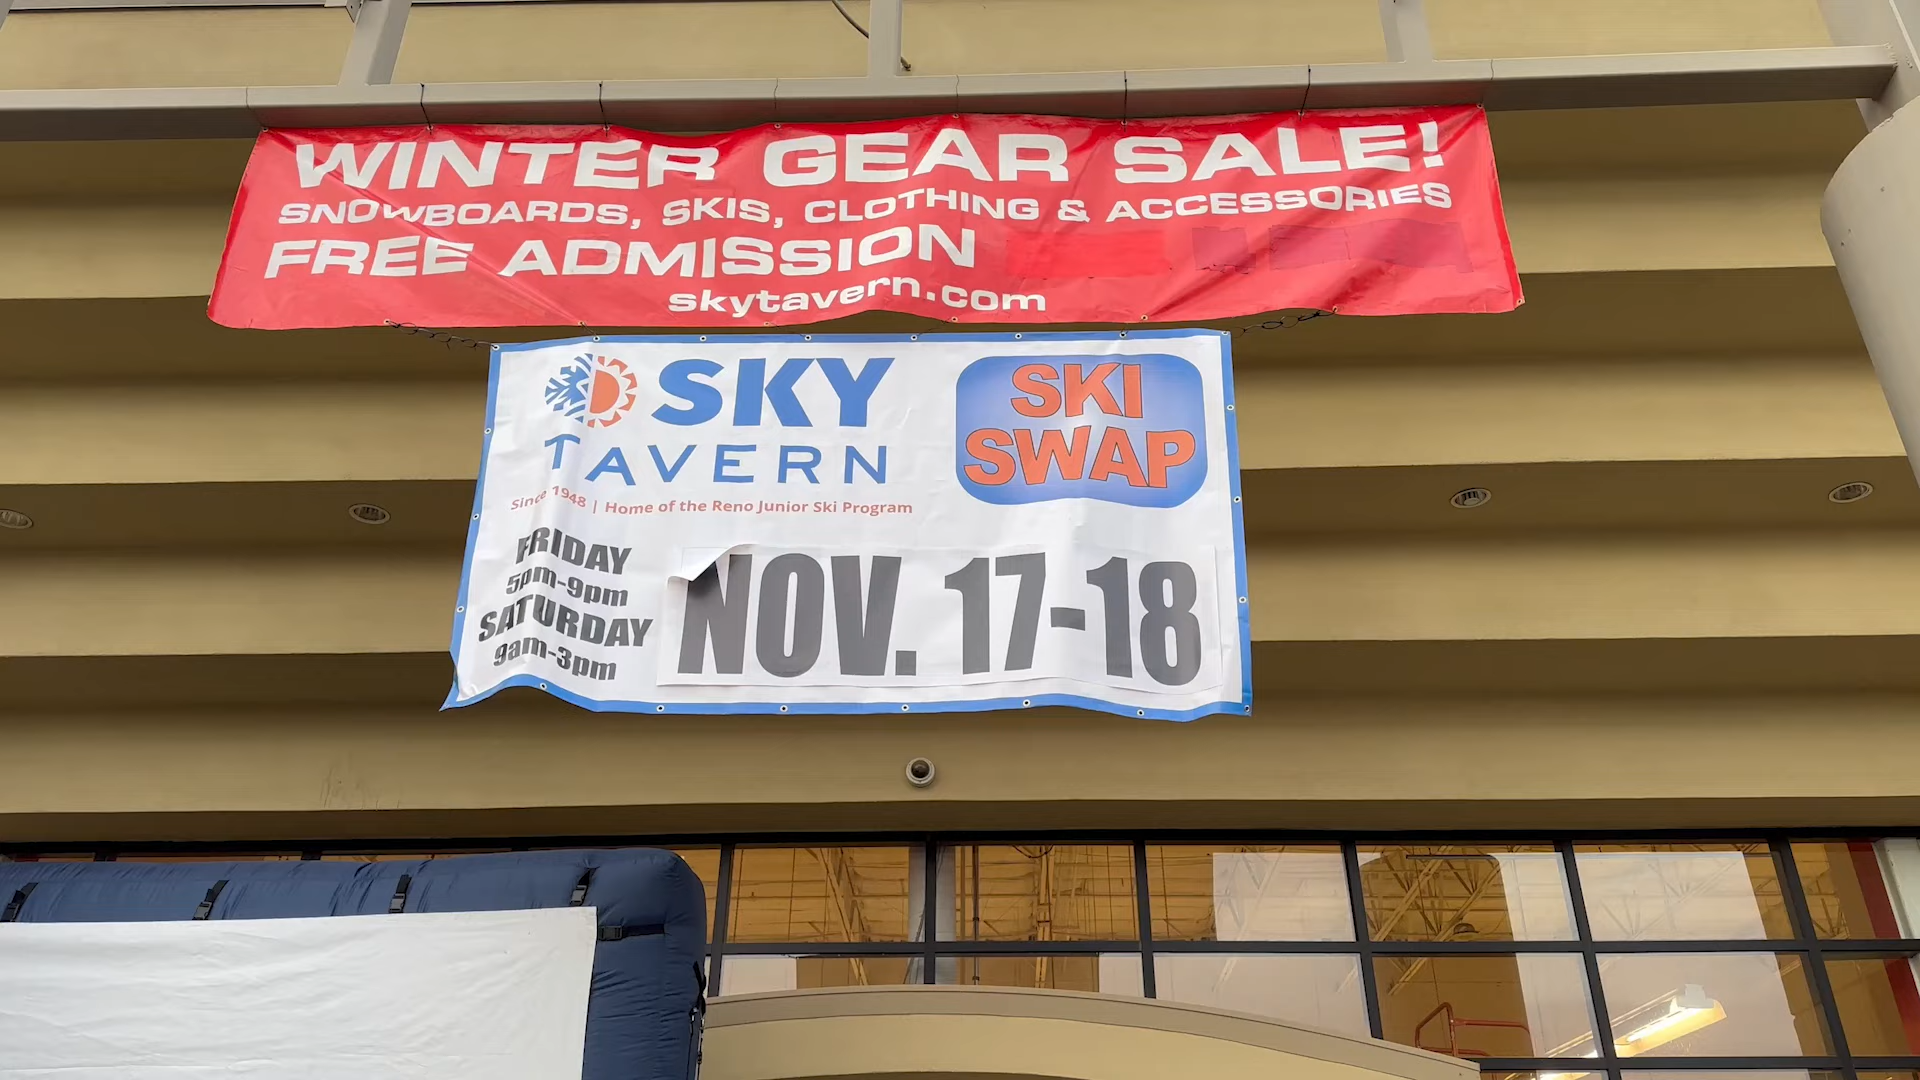 WINTER GEAR SALE!
SNOWBOARDS, SKIS, CLOTHING & ACCESSORIES
FREE ADMISSION
skytavern.com
SKY
TAVERN
Since 1948 | Home of the Reno Junior Ski Program
SKI
SWAP
FRIDAY
5pm-9pm
SATURDAY
9am-3pm
NOV. 17-18